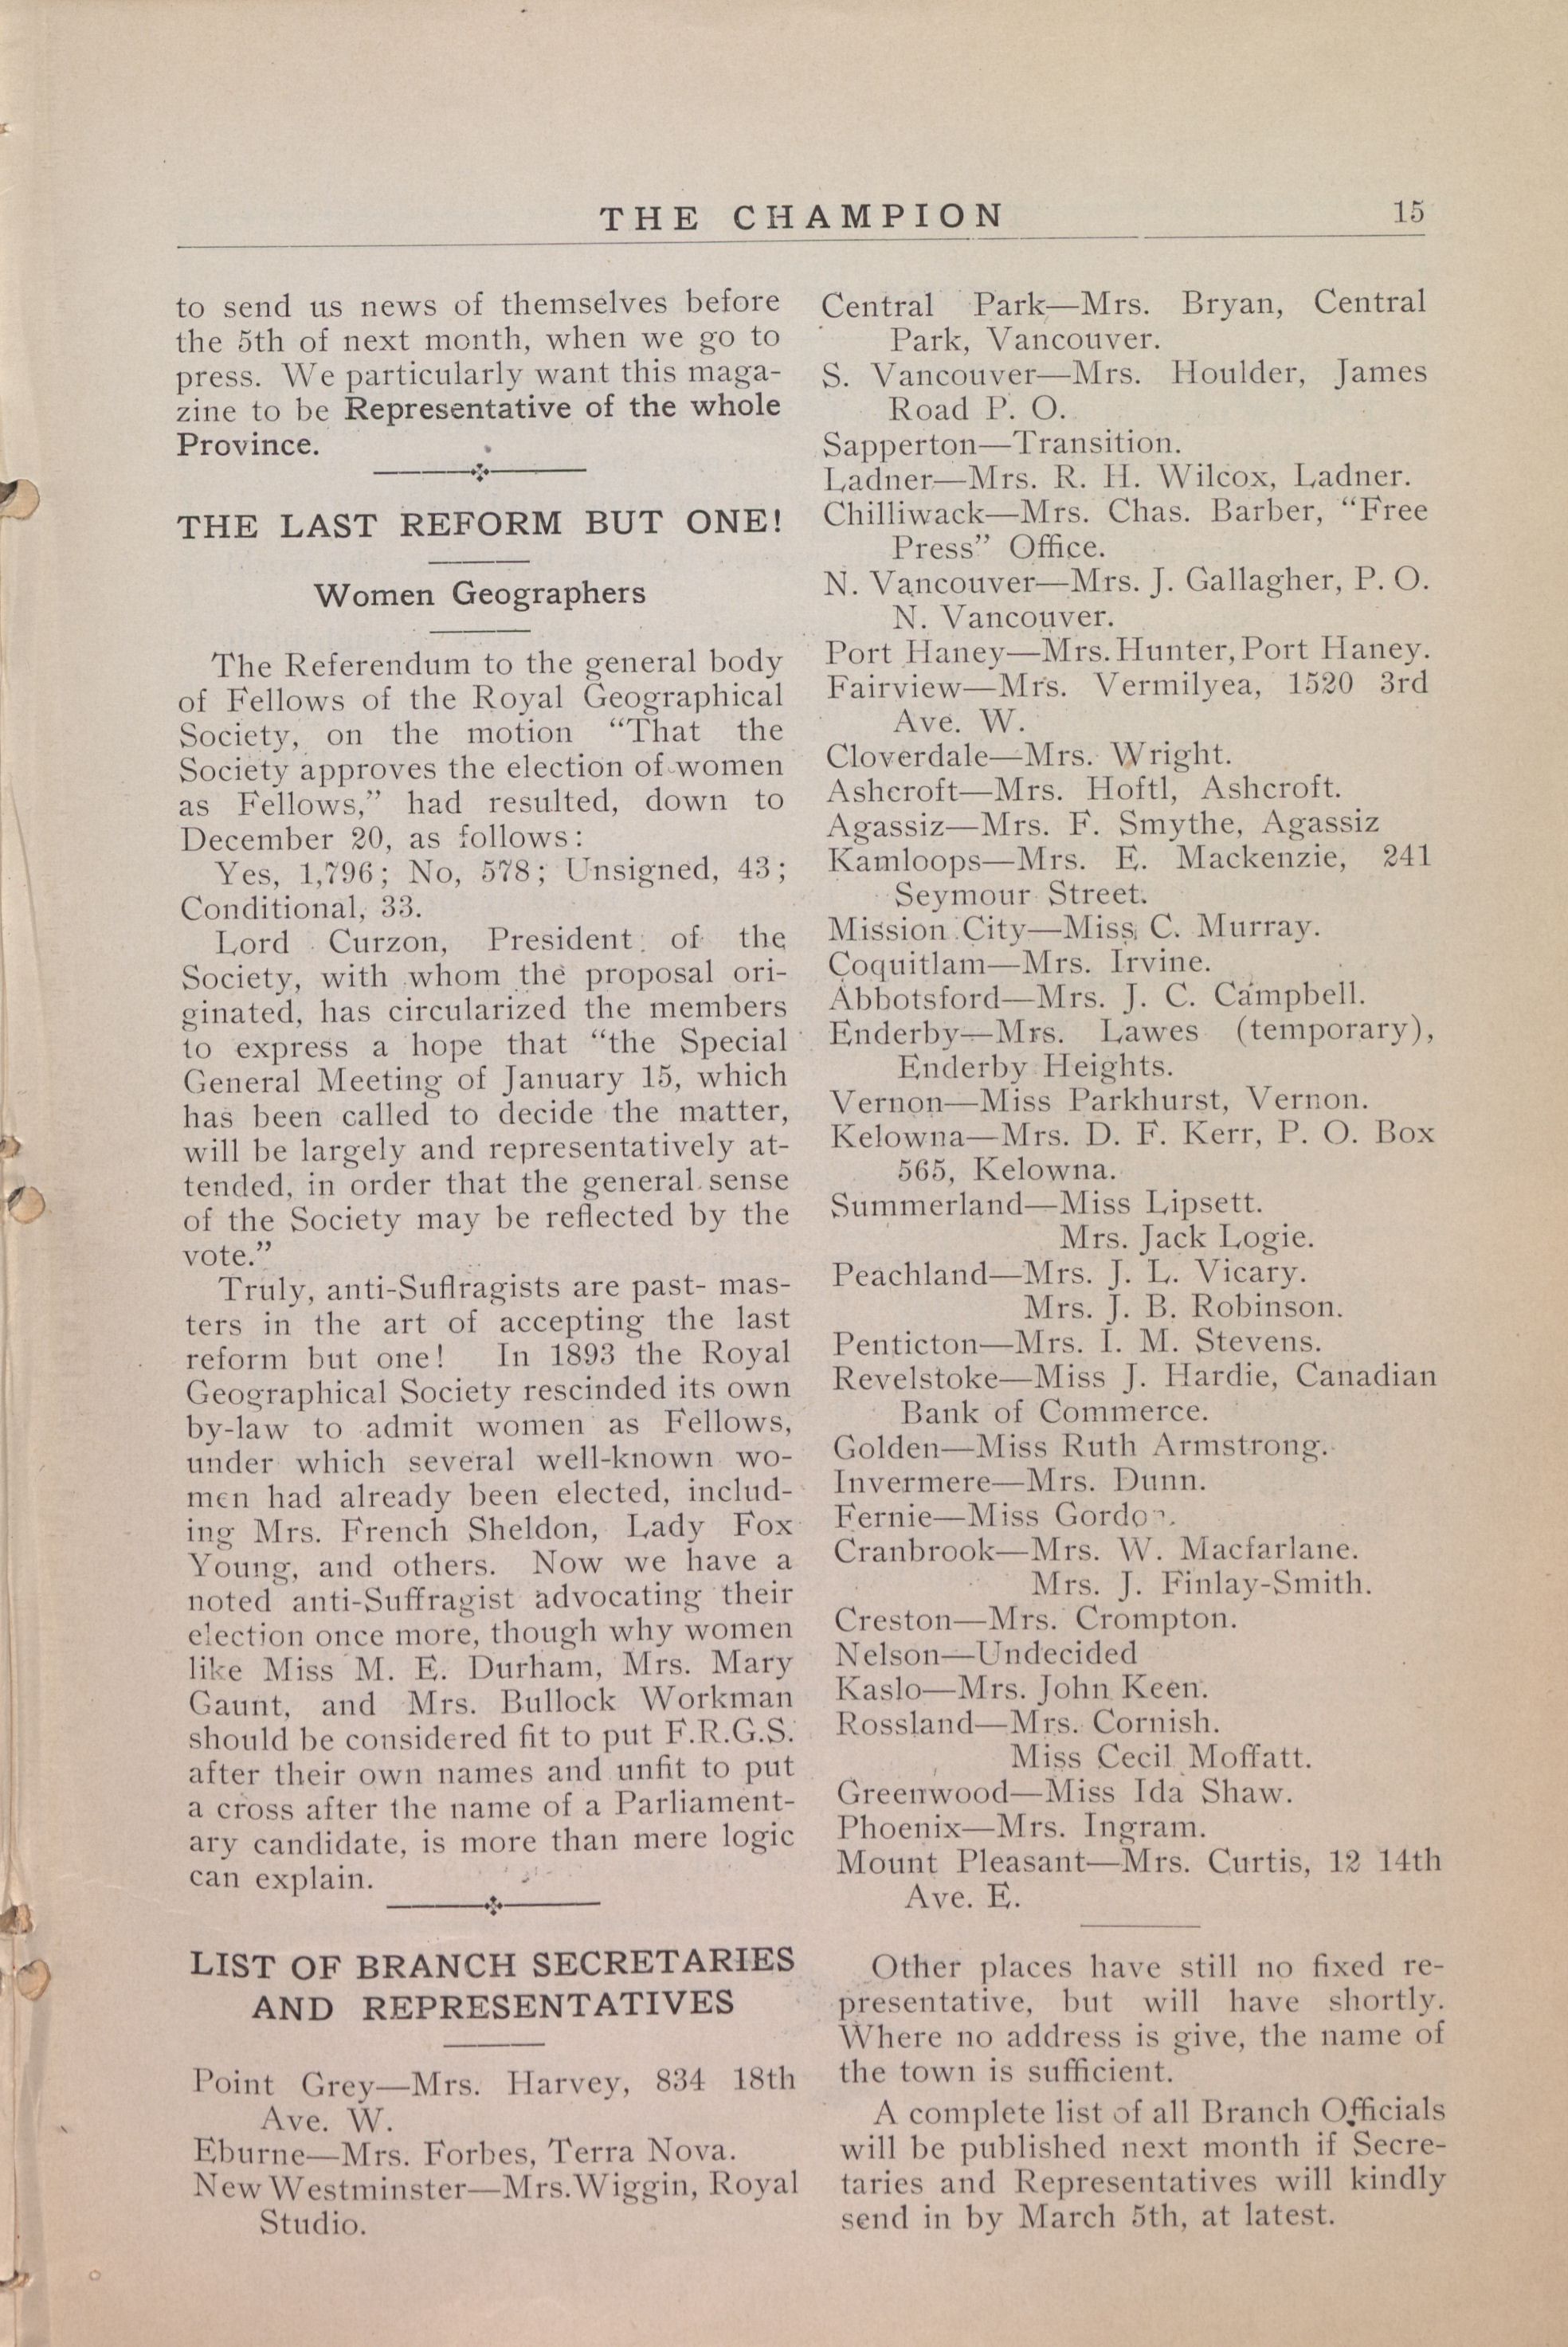 THE CHAMPION 15
to send us news of themselves before
the 5th of next month, when we go to
press. We particularly want this maga-
zine to be Representative of the whole
Province.
THE LAST REFORM BUT ONE!
Women Geographers
The Referendum to the general body
of Fellows of the Royal Geographical
Society, on the motion “That the
Society approves the election of women
as Fellows,” had resulted, down to
December 20, as follows:
Yes, 1,796; No, 578; Unsigned, 43;
Conditional, 33.
Lord Curzon, President of the
Society, with whom the proposal ori-
ginated, has circularized the members
to express a hope that “the Special
General Meeting of January 15, which
has been called to decide the matter,
will be largely and representatively at-
tended, in order that the general sense
of the Society may be reflected by the
vote.”
Truly, anti-Suflragists are past- mas-
ters in the art of accepting the last
reform but one! In 1893 the Royal
Geographical Society rescinded its own
by-law to admit women as Fellows,
under which several well-known wo-
men had already been elected, includ-
ing Mrs. French Sheldon, Lady Fox
Young, and others. Now we have a
noted anti-Suffragist advocating their
election once more, though why women
like Miss M. E. Durham, Mrs. Mary
Gaunt, and Mrs. Bullock Workman
should be considered fit to put F.R.G.S.
after their own names and unfit to put
a cross after the name of a Parliament-
ary candidate, is more than mere logic
can explain.
LIST OF BRANCH SECRETARIES
AND REPRESENTATIVES
Point Grey—Mrs. Harvey, 834 18th
Ave. W.
Eburne—Mrs. Forbes, Terra Nova.
New Westminster—Mrs. Wiggin, Royal
Studio.
Central Park—Mrs. Bryan, Central
Park, Vancouver.
S. Vancouver—Mrs. Houlder, James
Road P. O.
Sapperton—Transition.
Ladner—Mrs. R. H. Wilcox, Ladner.
Chilliwack—Mrs. Chas. Barber, “Free
Press” Office.
N. Vancouver—Mrs. J. Gallagher, P. O.
N. Vancouver.
Port Haney—Mrs. Hunter, Port Haney.
Fairview—Mrs. Vermilyea, 1520 3rd
Ave. W.
Cloverdale—Mrs. Wright.
Ashcroft—Mrs. Hoftl, Ashcroft.
Agassiz—Mrs. F. Smythe, Agassiz
Kamloops—Mrs. E. Mackenzie, 241
Seymour Street.
Mission City—Miss C. Murray.
Coquitlam—Mrs. Irvine.
Abbotsford—Mrs. J. C. Campbell.
Enderby—Mrs. Lawes (temporary),
Enderby Heights.
Vernon—Miss Parkhurst, Vernon.
Kelowna—Mrs. D. F. Kerr, P. O. Box
565, Kelowna.
Summerland—Miss Lipsett.
Mrs. Jack Logie.
Peachland—Mrs. J. L. Vicary.
Mrs. J. B. Robinson.
Penticton—Mrs. I. M. Stevens.
Revelstoke—Miss J. Hardie, Canadian
Bank of Commerce.
Golden—Miss Ruth Armstrong.
Invermere—Mrs. Dunn.
Fernie—Miss Gordon.
Cranbrook—Mrs. W. Macfarlane.
Mrs. J. Finlay-Smith.
Creston—Mrs. Crompton.
Nelson—Undecided
Kaslo—Mrs. John Keen.
Rossland—Mrs. Cornish.
Miss Cecil Moffatt.
Greenwood—Miss Ida Shaw.
Phoenix—Mrs. Ingram.
Mount Pleasant—Mrs. Curtis, 12 14th
Ave. E.
Other places have still no fixed re-
presentative, but will have shortly.
Where no address is give, the name of
the town is sufficient.
A complete list of all Branch Officials
will be published next month if Secre-
taries and Representatives will kindly
send in by March 5th, at latest.